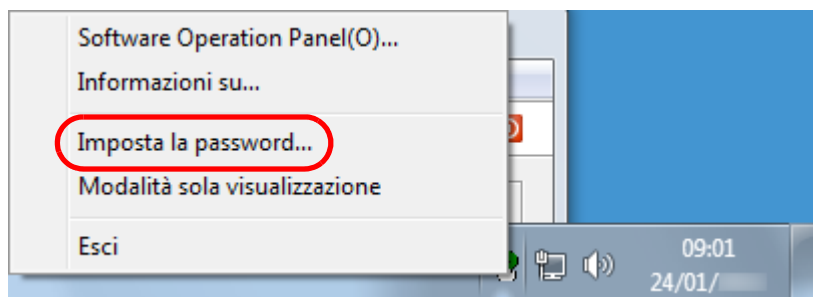 Software Operation Panel(O)...
Informazioni su...
Imposta la password...
Modalità sola visualizzazione
Esci
09:01
24/01/